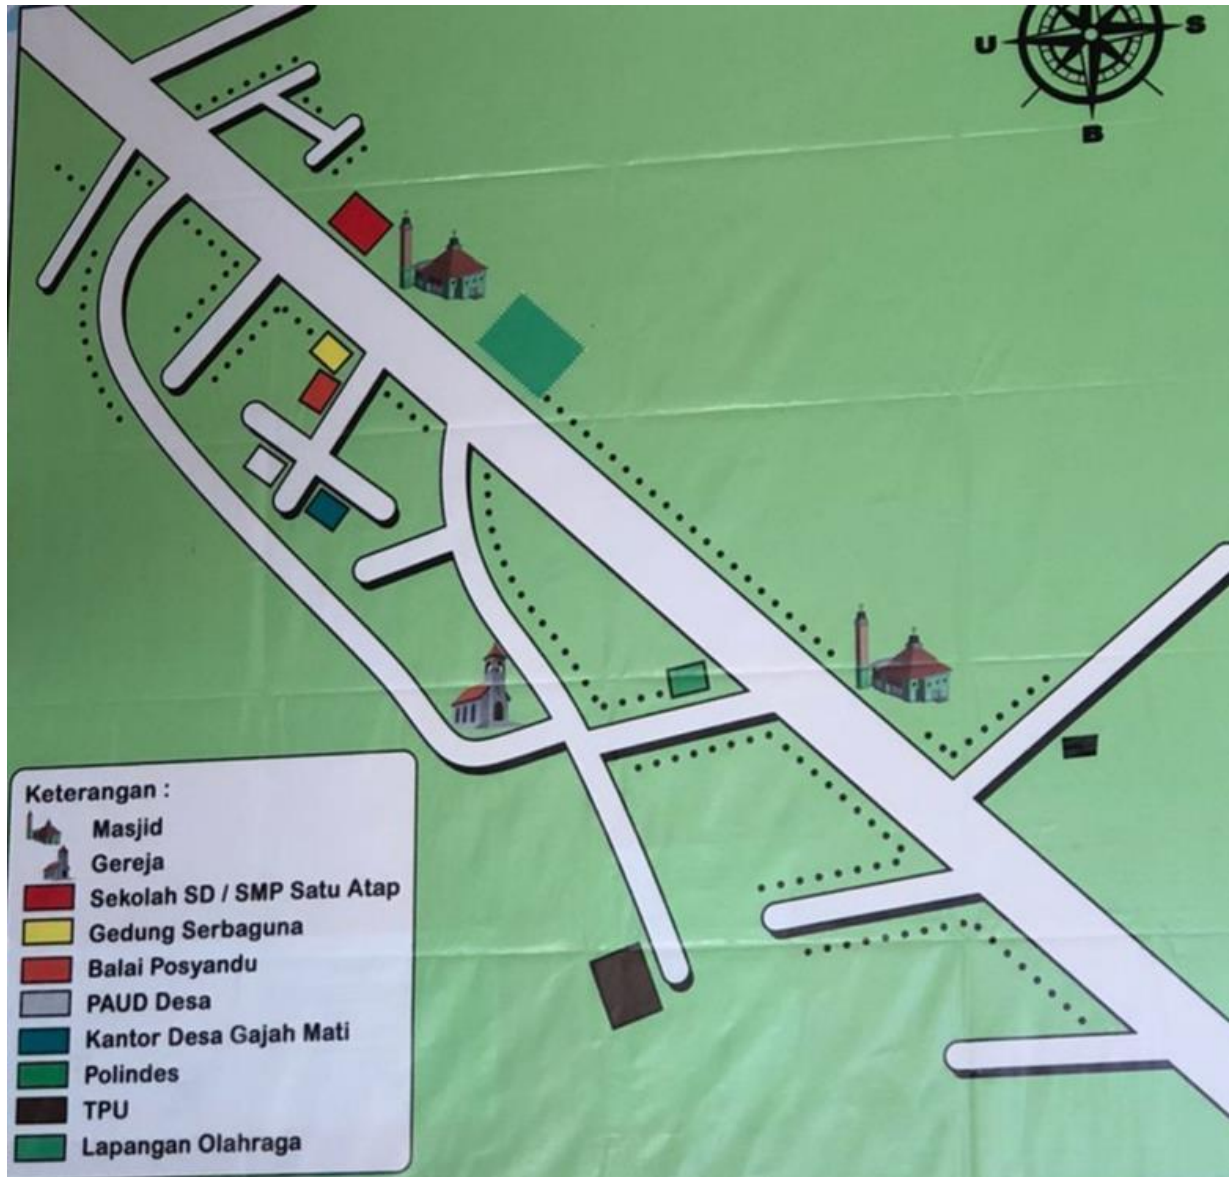 U
S
B
Keterangan :
Masjid
Gereja
Sekolah SD / SMP Satu Atap
Gedung Serbaguna
Balai Posyandu
PAUD Desa
Kantor Desa Gajah Mati
Polindes
TPU
Lapangan Olahraga